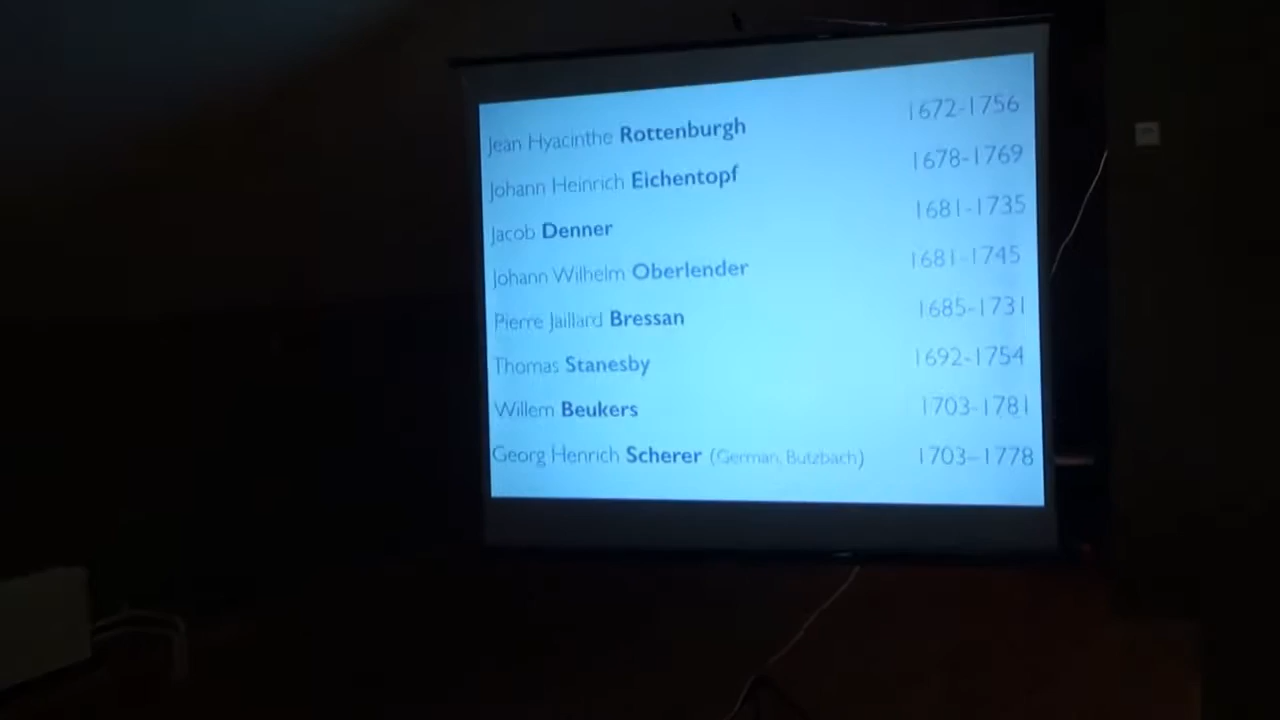 Jean Hyacinthe Rottenburgh 1672-1756
Johann Heinrich Eichentopf 1678-1769
Jacob Denner 1681-1735
Johann Wilhelm Oberlender 1681-1745
Pierre Jaillard Bressan 1685-1731
Thomas Stanesby 1692-1754
Willem Beukers 1703-1781
Georg Henrich Scherer (German, Butzbach) 1703–1778